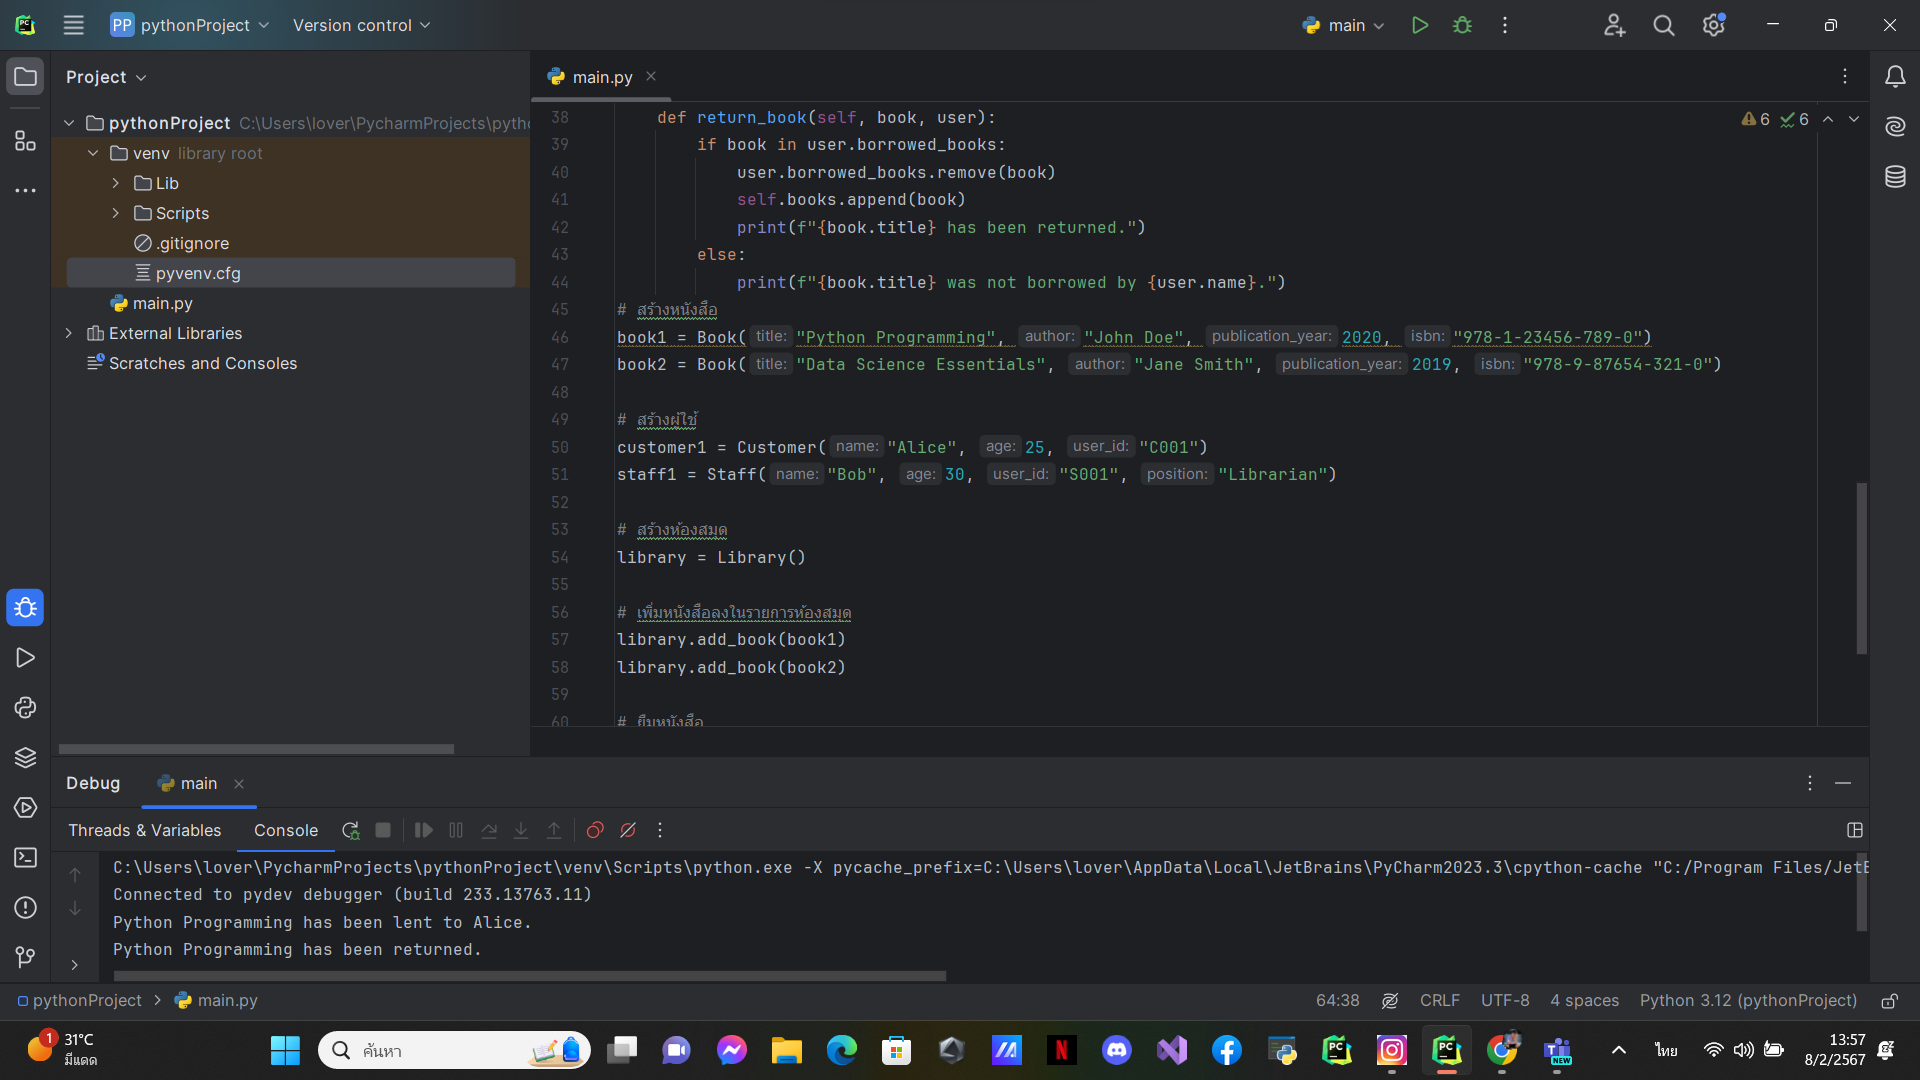 PP pythonProject Version control main
Project
pythonProject C:\Users\lover\PycharmProjects\pytho
venv library root
Lib
Scripts
.gitignore
pyvenv.cfg
main.py
External Libraries
Scratches and Consoles
main.py
6 6
38 def return_book(self, book, user):
39 if book in user.borrowed_books:
40 user.borrowed_books.remove(book)
41 self.books.append(book)
42 print(f"{book.title} has been returned.")
43 else:
44 print(f"{book.title} was not borrowed by {user.name}.")
45 # สร้างหนังสือ
46 book1 = Book( title: "Python Programming", author: "John Doe", publication_year: 2020, isbn: "978-1-23456-789-0")
47 book2 = Book( title: "Data Science Essentials", author: "Jane Smith", publication_year: 2019, isbn: "978-9-87654-321-0")
48
49 # สร้างผู้ใช้
50 customer1 = Customer( name: "Alice", age: 25, user_id: "C001")
51 staff1 = Staff( name: "Bob", age: 30, user_id: "S001", position: "Librarian")
52
53 # สร้างห้องสมุด
54 library = Library()
55
56 # เพิ่มหนังสือลงในรายการห้องสมุด
57 library.add_book(book1)
58 library.add_book(book2)
59
60 # ยืมหนังสือ
Debug main
Threads & Variables Console
C:\Users\lover\PycharmProjects\pythonProject\venv\Scripts\python.exe -X pycache_prefix=C:\Users\lover\AppData\Local\JetBrains\PyCharm2023.3\cpython-cache "C:/Program Files/JetB
Connected to pydev debugger (build 233.13763.11)
Python Programming has been lent to Alice.
Python Programming has been returned.
pythonProject > main.py 64:38 CRLF UTF-8 4 spaces Python 3.12 (pythonProject)
1 31°C
มีแดด
ค้นหา
NEW
ไทย
13:57
8/2/2567